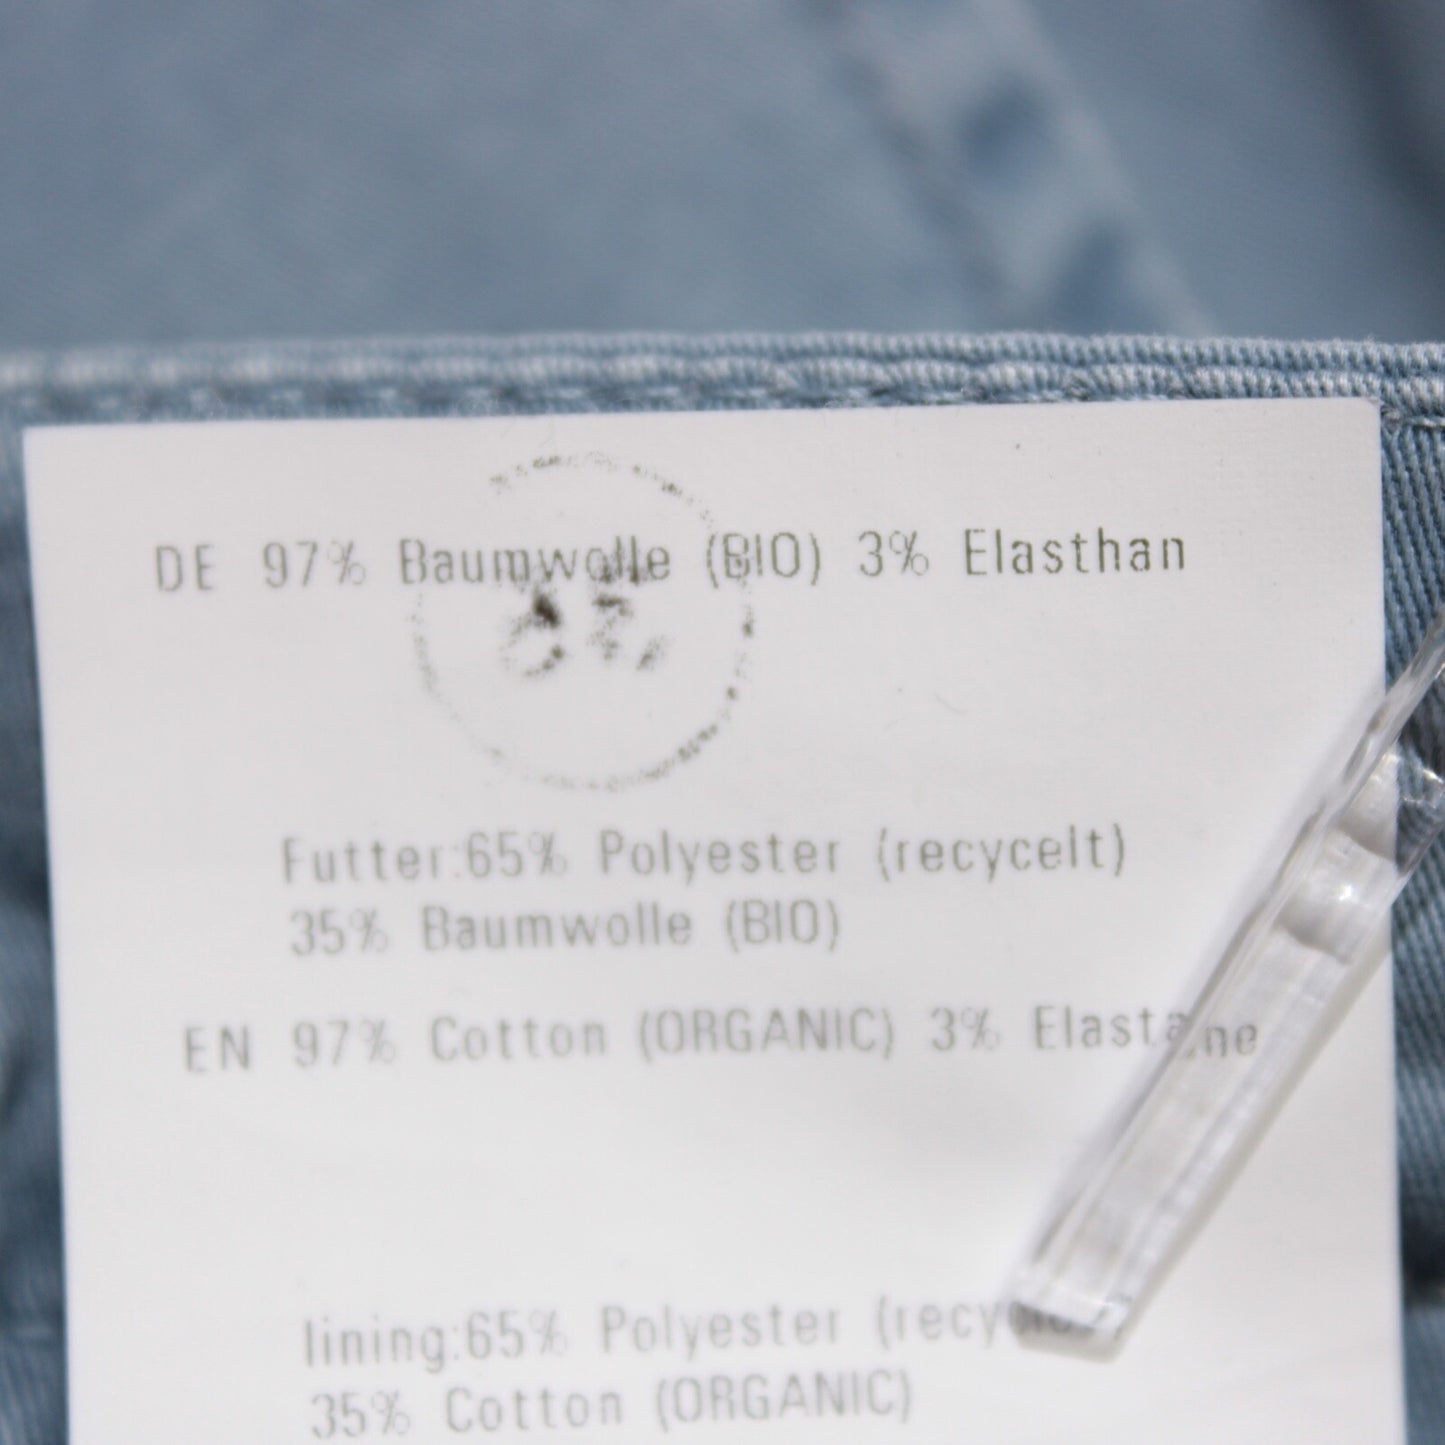 DE 97% Baumwolle (BIO) 3% Elasthan
Futter:65% Polyester (recycelt)
35% Baumwolle (BIO)
EN 97% Cotton (ORGANIC) 3% Elastane
lining:65% Polyester
35% Cotton (ORGANIC)